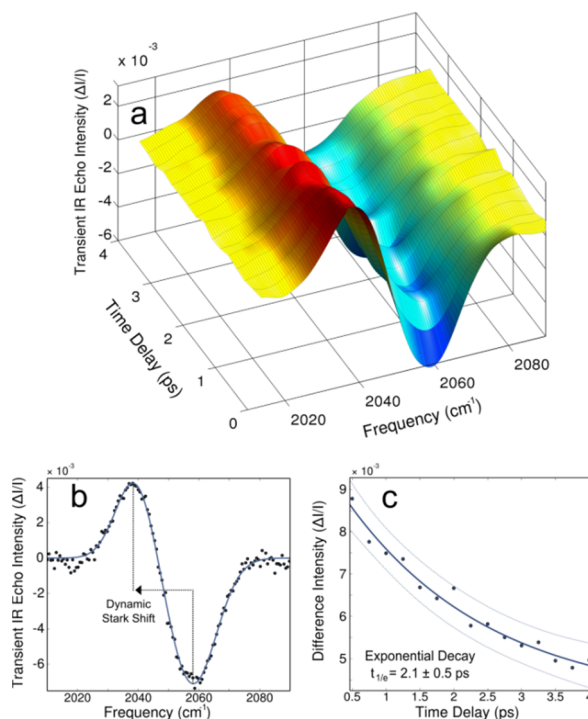 × 10⁻³
Transient IR Echo Intensity (ΔI/I)
a
2
0
-2
-4
-6
4
3
2
1
0
Time Delay (ps)
2020
2040
2060
2080
Frequency (cm⁻¹)
b
× 10⁻³
Transient IR Echo Intensity (ΔI/I)
4
2
0
-2
-4
-6
Dynamic
Stark Shift
2020
2040
2060
2080
Frequency (cm⁻¹)
c
× 10⁻³
Difference Intensity (ΔI/I)
9
8
7
6
5
Exponential Decay
t1/e = 2.1 ± 0.5 ps
0.5 1 1.5 2 2.5 3 3.5 4
Time Delay (ps)